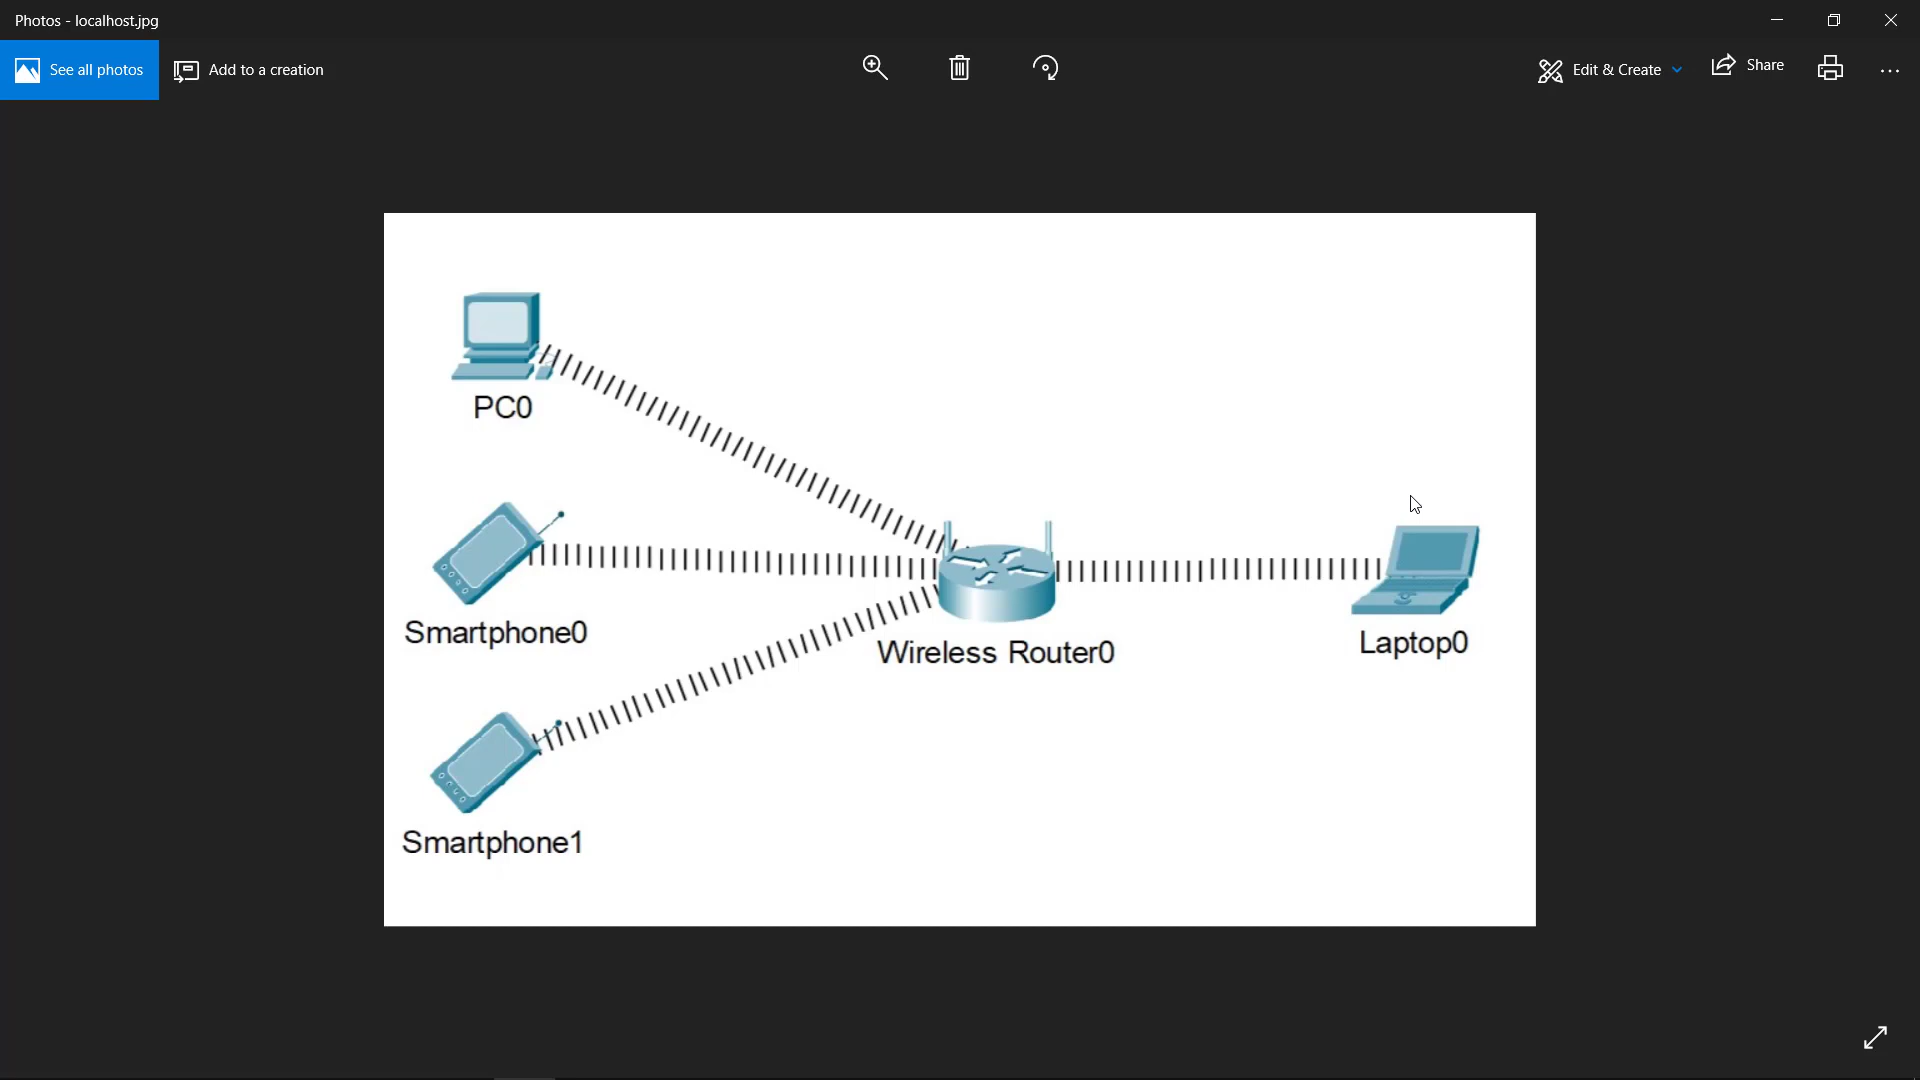 Photos - localhost.jpg
See all photos
Add to a creation
Edit & Create
Share
PC0
Smartphone0
Wireless Router0
Laptop0
Smartphone1